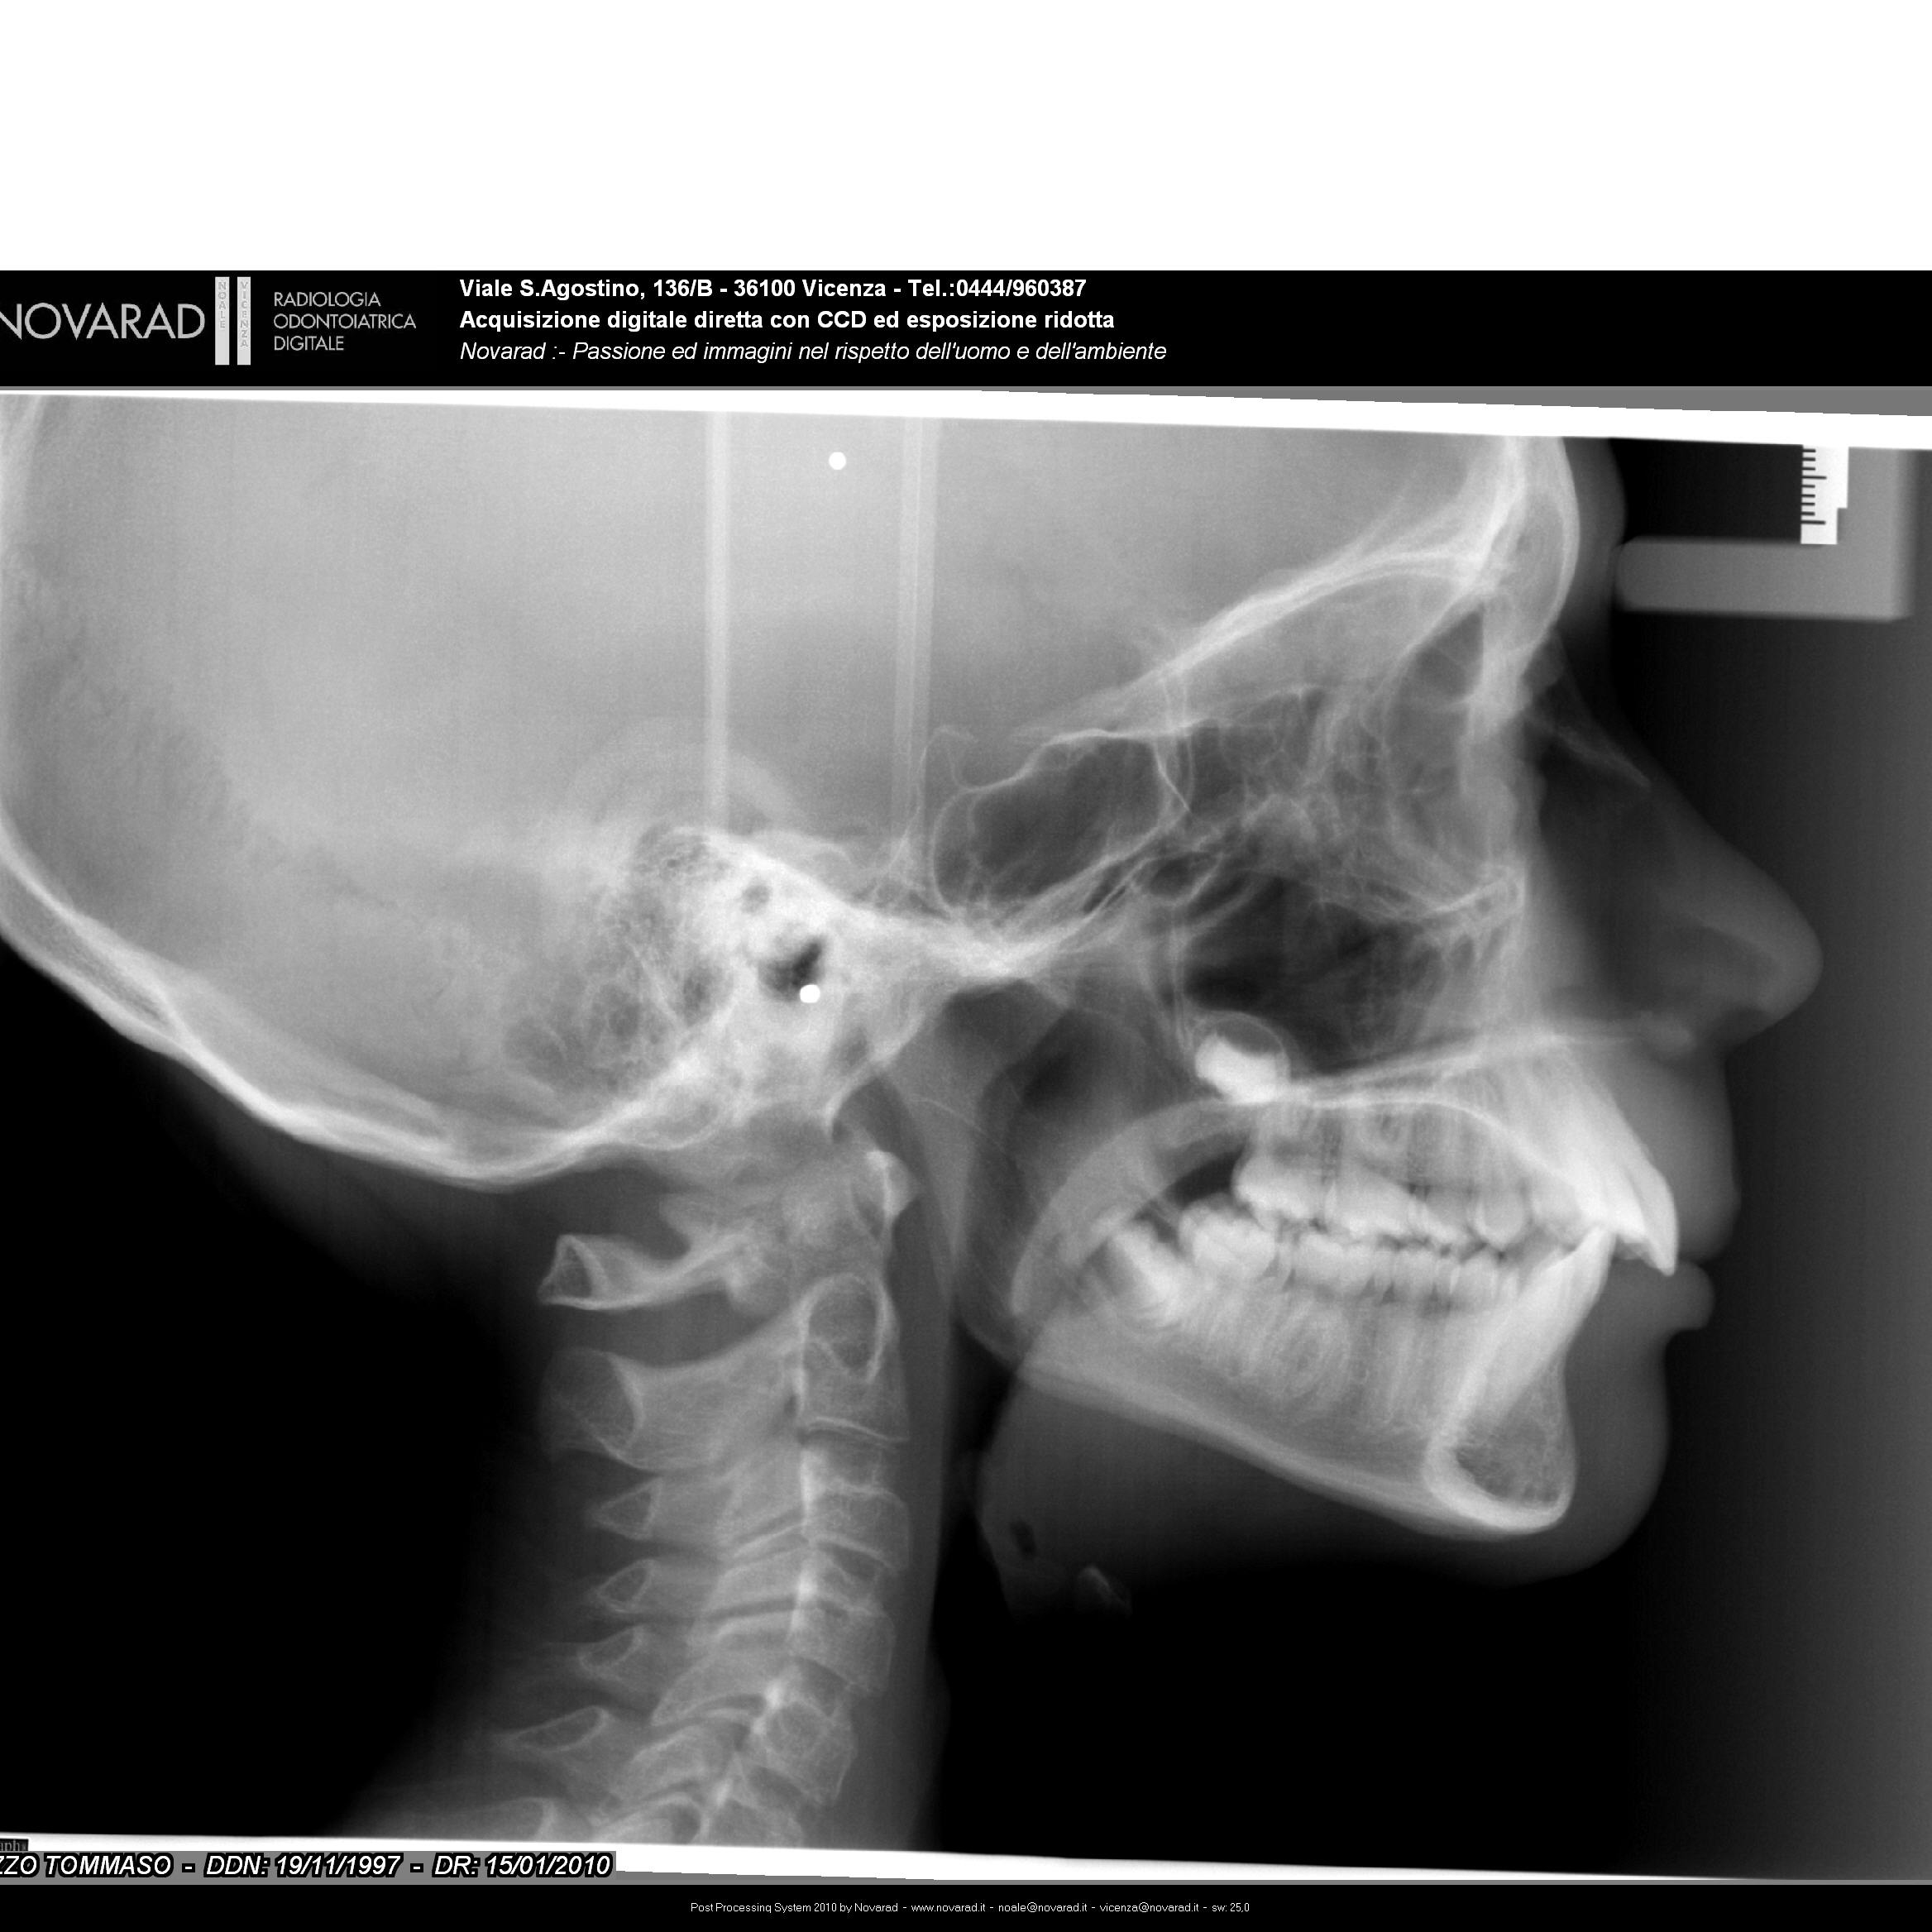 NOVARAD
NOALE
VICENZA
RADIOLOGIA
ODONTOIATRICA
DIGITALE
Viale S.Agostino, 136/B - 36100 Vicenza - Tel.:0444/960387
Acquisizione digitale diretta con CCD ed esposizione ridotta
Novarad :- Passione ed immagini nel rispetto dell'uomo e dell'ambiente
ZZO TOMMASO - DDN: 19/11/1997 - DR: 15/01/2010
Post Processing System 2010 by Novarad - www.novarad.it - noale@novarad.it - vicenza@novarad.it - sw: 25,0